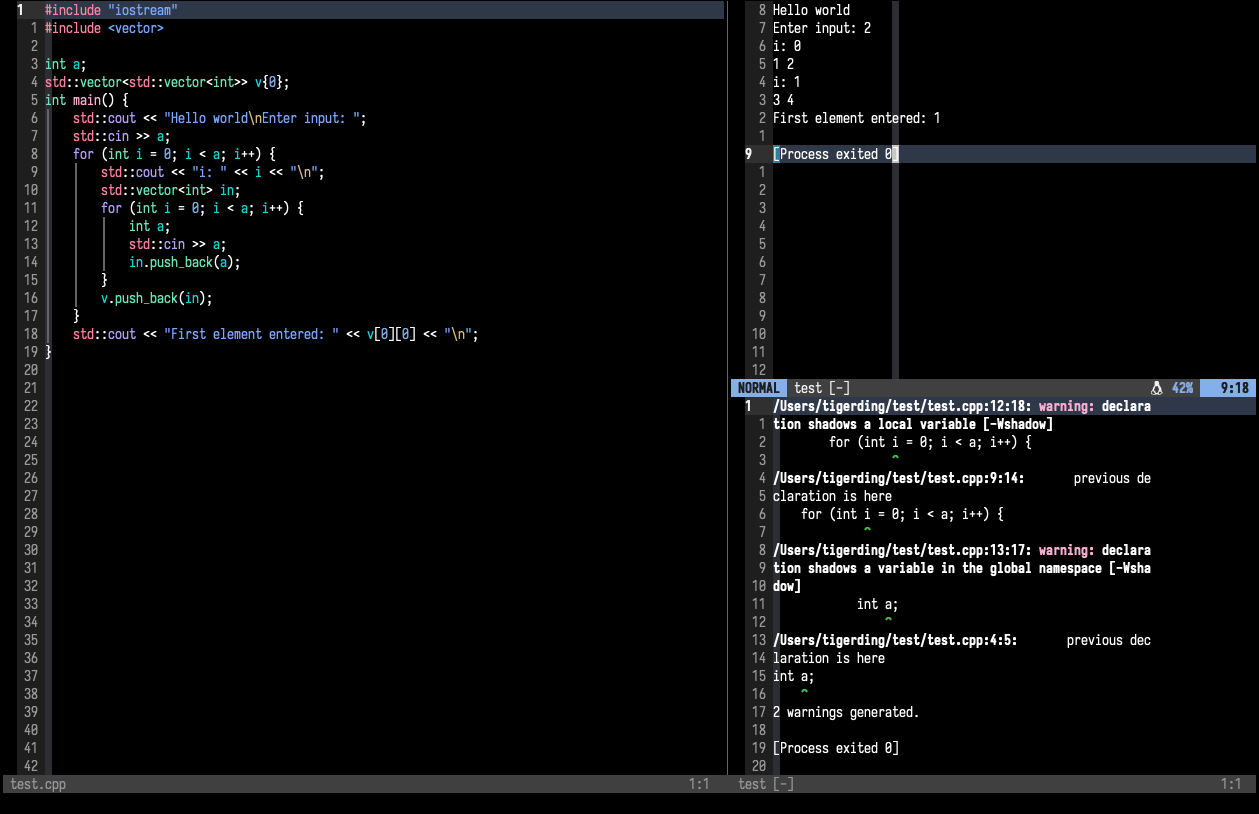 1 #include "iostream"
1 #include <vector>
2
3 int a;
4 std::vector<std::vector<int>> v{0};
5 int main() {
6 std::cout << "Hello world\nEnter input: ";
7 std::cin >> a;
8 for (int i = 0; i < a; i++) {
9 std::cout << "i: " << i << "\n";
10 std::vector<int> in;
11 for (int i = 0; i < a; i++) {
12 int a;
13 std::cin >> a;
14 in.push_back(a);
15 }
16 v.push_back(in);
17 }
18 std::cout << "First element entered: " << v[0][0] << "\n";
19 }
20
21
22
23
24
25
26
27
28
29
30
31
32
33
34
35
36
37
38
39
40
41
42
test.cpp 1:1
8 Hello world
7 Enter input: 2
6 i: 0
5 1 2
4 i: 1
3 3 4
2 First element entered: 1
1
9 [Process exited 0]
1
2
3
4
5
6
7
8
9
10
11
12
NORMAL test [-] 42% 9:18
1 /Users/tigerding/test/test.cpp:12:18: warning: declara
1 tion shadows a local variable [-Wshadow]
2 for (int i = 0; i < a; i++) {
3 ^
4 /Users/tigerding/test/test.cpp:9:14: previous de
5 claration is here
6 for (int i = 0; i < a; i++) {
7 ^
8 /Users/tigerding/test/test.cpp:13:17: warning: declara
9 tion shadows a variable in the global namespace [-Wsha
10 dow]
11 int a;
12 ^
13 /Users/tigerding/test/test.cpp:4:5: previous dec
14 laration is here
15 int a;
16 ^
17 2 warnings generated.
18
19 [Process exited 0]
20
test [-] 1:1